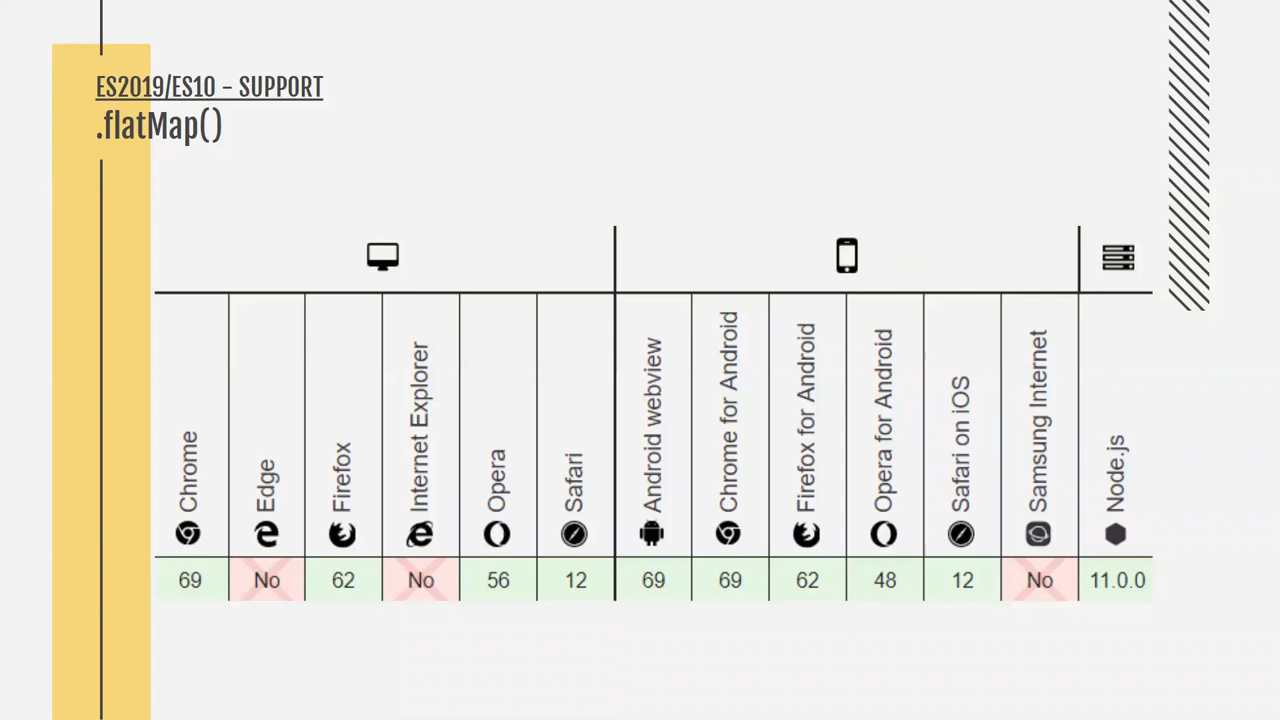 ES2019/ES10 - SUPPORT
.flatMap()
Chrome
Edge
Firefox
Internet Explorer
Opera
Safari
Android webview
Chrome for Android
Firefox for Android
Opera for Android
Safari on iOS
Samsung Internet
Node.js
69 No 62 No 56 12 69 69 62 48 12 No 11.0.0